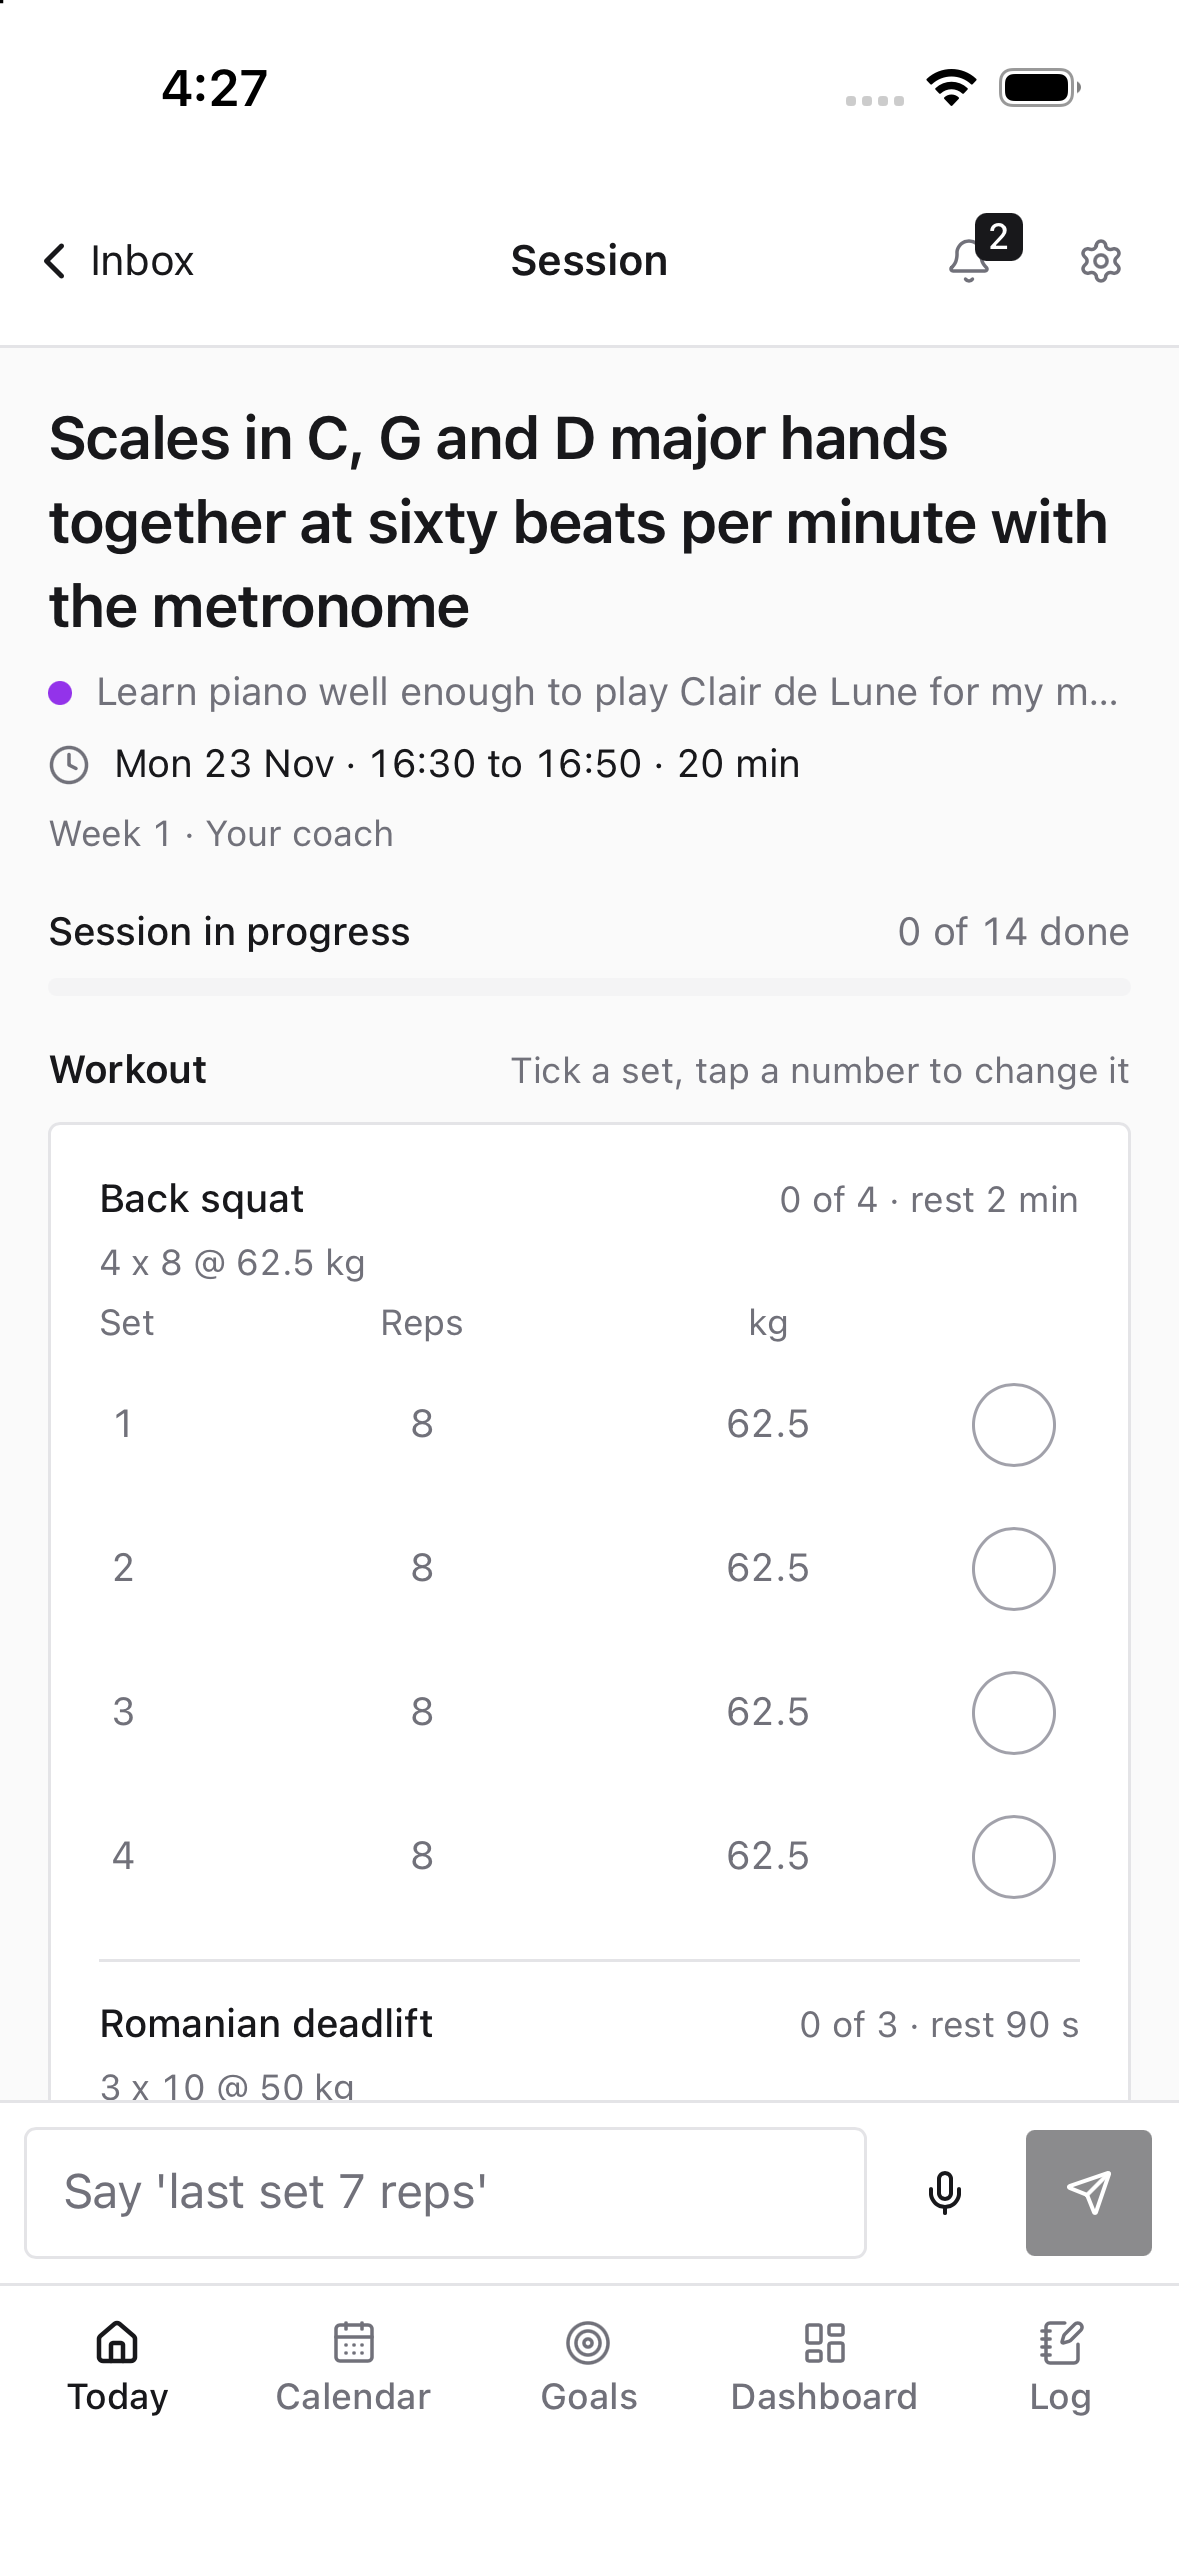 4:27
Inbox
Session
2
Scales in C, G and D major hands
together at sixty beats per minute with
the metronome
Learn piano well enough to play Clair de Lune for my m...
Mon 23 Nov · 16:30 to 16:50 · 20 min
Week 1 · Your coach
Session in progress
0 of 14 done
Workout
Tick a set, tap a number to change it
Back squat
0 of 4 · rest 2 min
4 x 8 @ 62.5 kg
Set Reps kg
1 8 62.5
2 8 62.5
3 8 62.5
4 8 62.5
Romanian deadlift
0 of 3 · rest 90 s
3 x 10 @ 50 kg
Say 'last set 7 reps'
Today
Calendar
Goals
Dashboard
Log